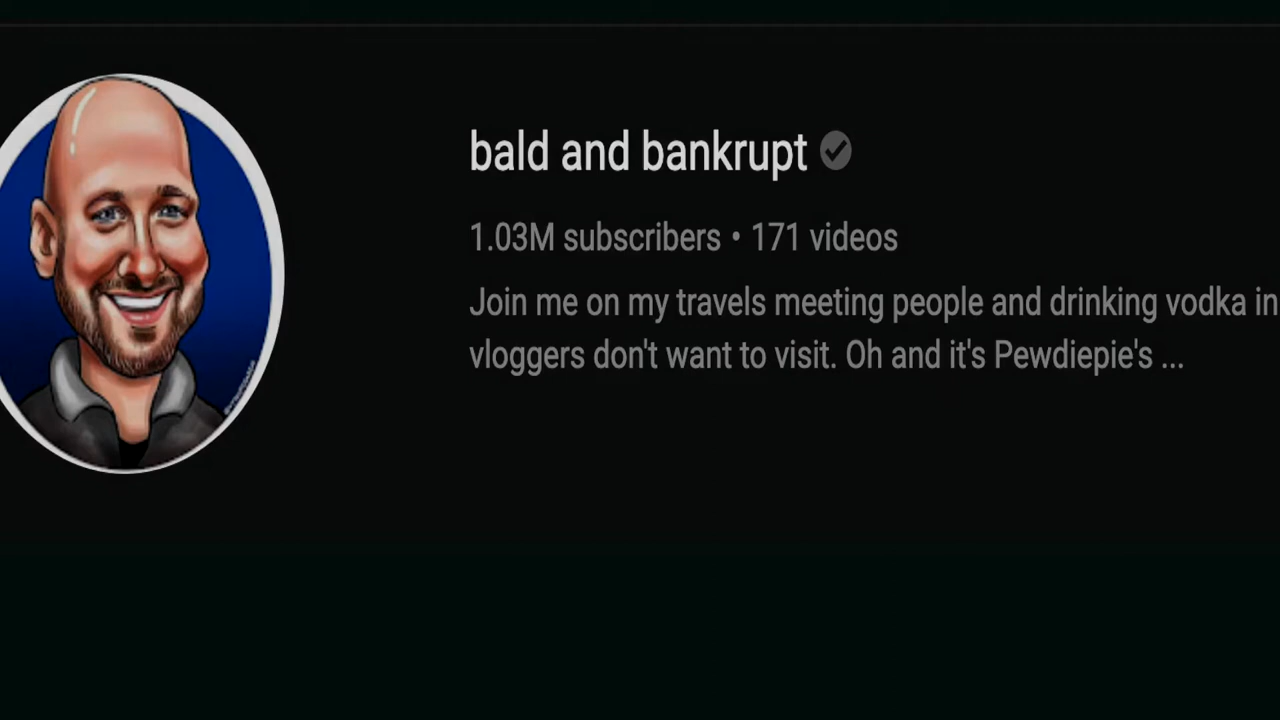 bald and bankrupt
1.03M subscribers • 171 videos
Join me on my travels meeting people and drinking vodka in
vloggers don't want to visit. Oh and it's Pewdiepie's ...